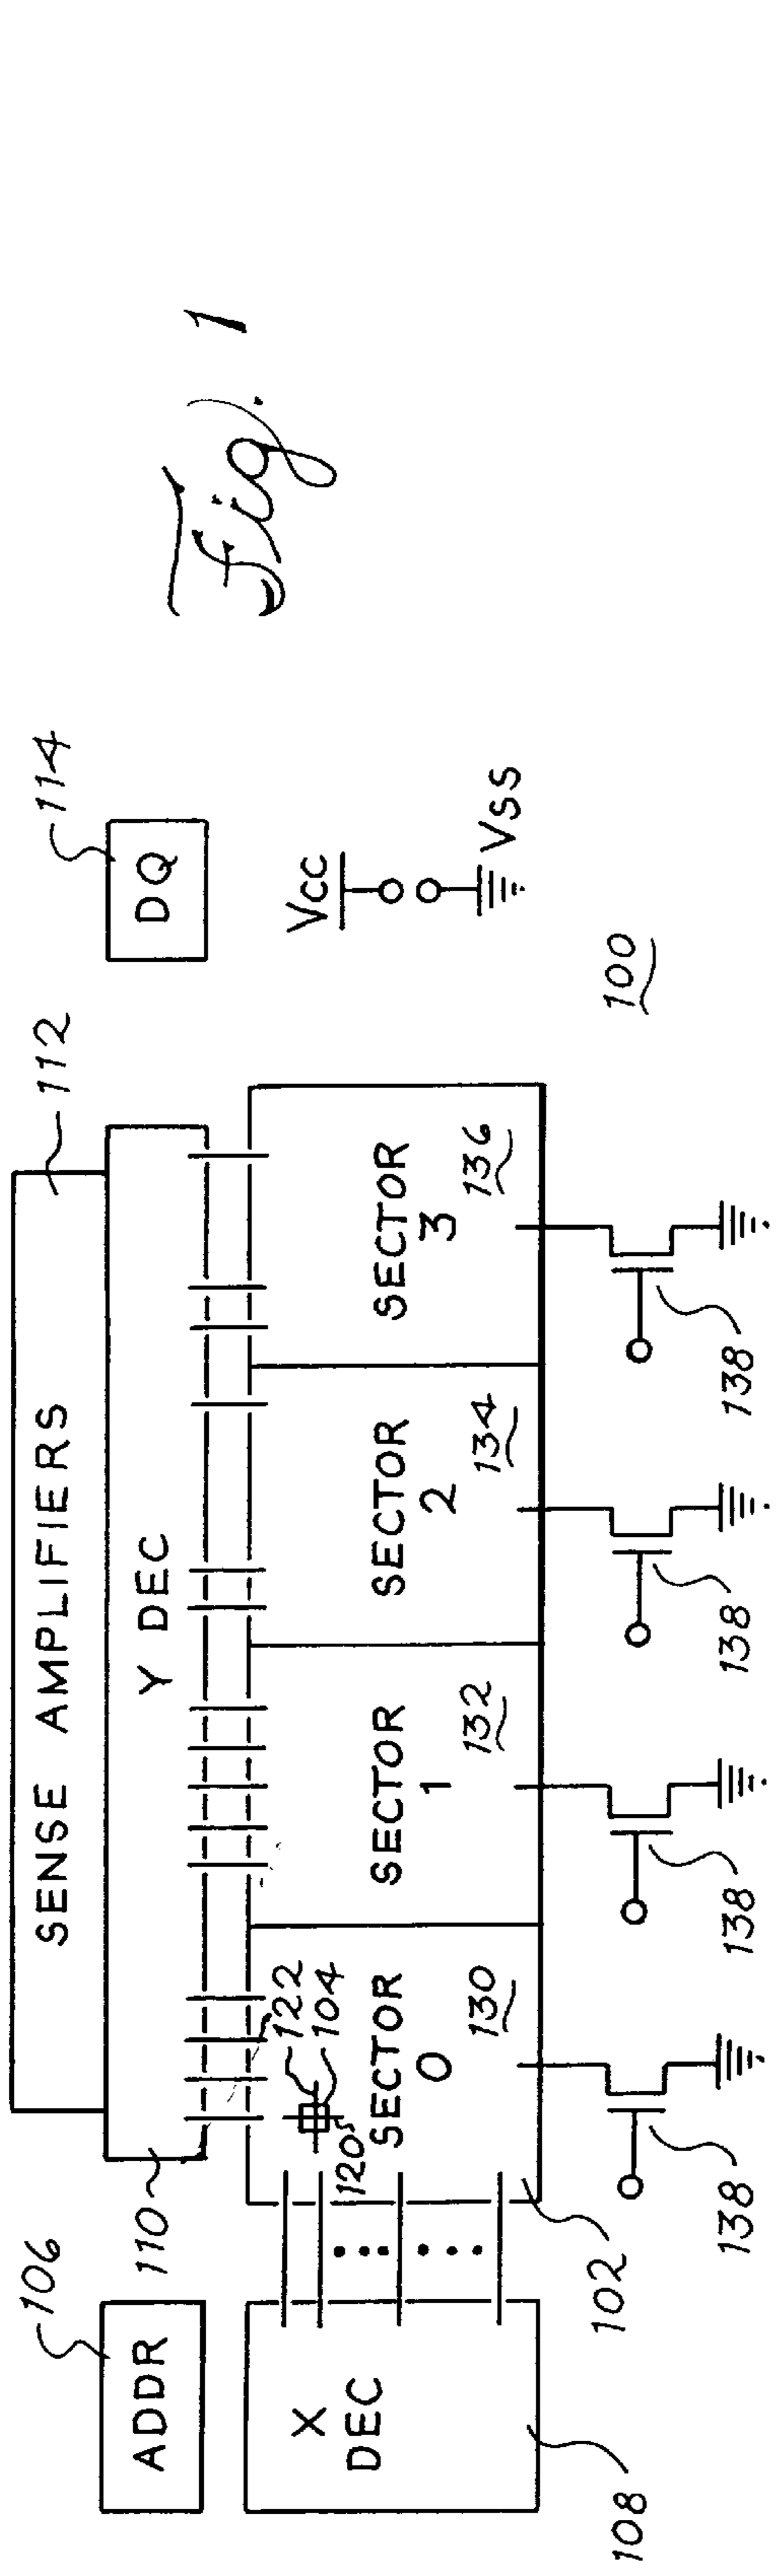 SENSE AMPLIFIERS
112
Y DEC
110
ADDR
106
DQ
114
Fig. 1
X
DEC
108
122
104
120
SECTOR
0
130
SECTOR
1
132
SECTOR
2
134
SECTOR
3
136
Vcc
Vss
102
100
138
138
138
138